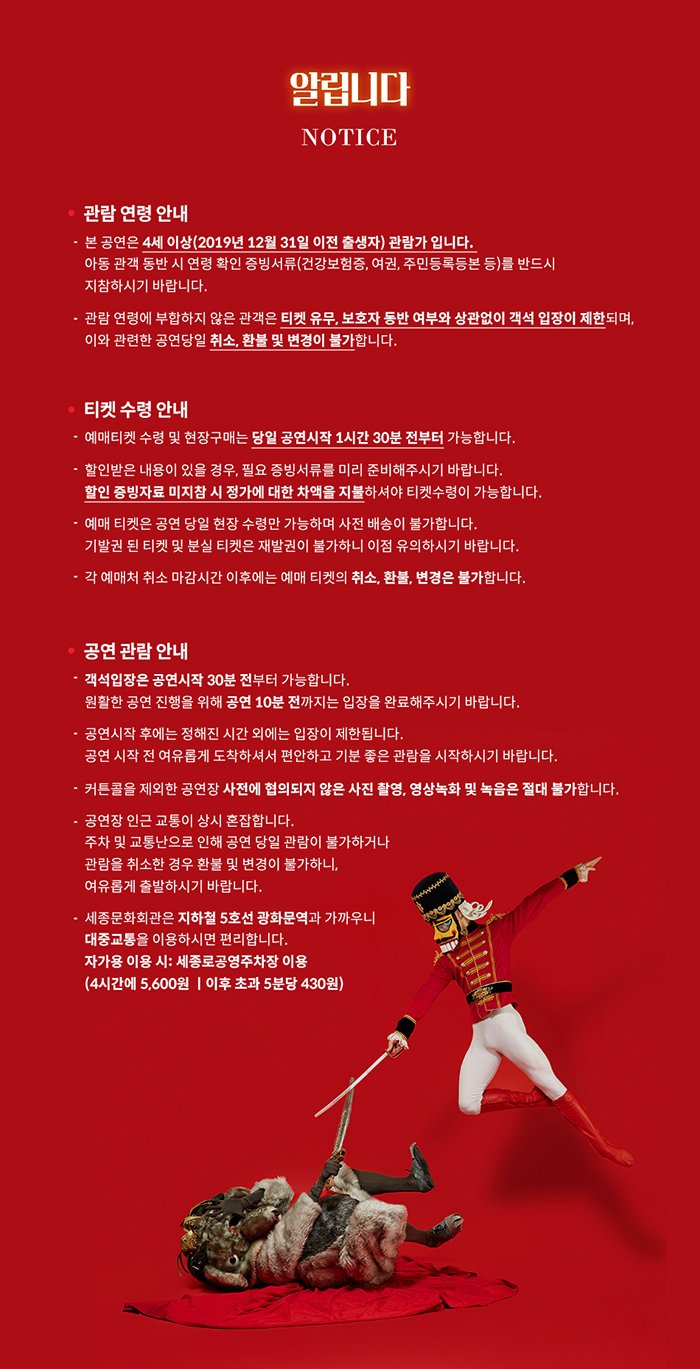 알립니다
NOTICE
• 관람 연령 안내
- 본 공연은 4세 이상(2019년 12월 31일 이전 출생자) 관람가 입니다.
아동 관객 동반 시 연령 확인 증빙서류(건강보험증, 여권, 주민등록등본 등)를 반드시
지참하시기 바랍니다.
- 관람 연령에 부합하지 않은 관객은 티켓 유무, 보호자 동반 여부와 상관없이 객석 입장이 제한되며,
이와 관련한 공연당일 취소, 환불 및 변경이 불가합니다.
• 티켓 수령 안내
- 예매티켓 수령 및 현장구매는 당일 공연시작 1시간 30분 전부터 가능합니다.
- 할인받은 내용이 있을 경우, 필요 증빙서류를 미리 준비해주시기 바랍니다.
할인 증빙자료 미지참 시 정가에 대한 차액을 지불하셔야 티켓수령이 가능합니다.
- 예매 티켓은 공연 당일 현장 수령만 가능하며 사전 배송이 불가합니다.
기발권 된 티켓 및 분실 티켓은 재발권이 불가하니 이점 유의하시기 바랍니다.
- 각 예매처 취소 마감시간 이후에는 예매 티켓의 취소, 환불, 변경은 불가합니다.
• 공연 관람 안내
- 객석입장은 공연시작 30분 전부터 가능합니다.
원활한 공연 진행을 위해 공연 10분 전까지는 입장을 완료해주시기 바랍니다.
- 공연시작 후에는 정해진 시간 외에는 입장이 제한됩니다.
공연 시작 전 여유롭게 도착하셔서 편안하고 기분 좋은 관람을 시작하시기 바랍니다.
- 커튼콜을 제외한 공연장 사전에 협의되지 않은 사진 촬영, 영상녹화 및 녹음은 절대 불가합니다.
- 공연장 인근 교통이 상시 혼잡합니다.
주차 및 교통난으로 인해 공연 당일 관람이 불가하거나
관람을 취소한 경우 환불 및 변경이 불가하니,
여유롭게 출발하시기 바랍니다.
- 세종문화회관은 지하철 5호선 광화문역과 가까우니
대중교통을 이용하시면 편리합니다.
자가용 이용 시: 세종로공영주차장 이용
(4시간에 5,600원 ㅣ이후 초과 5분당 430원)